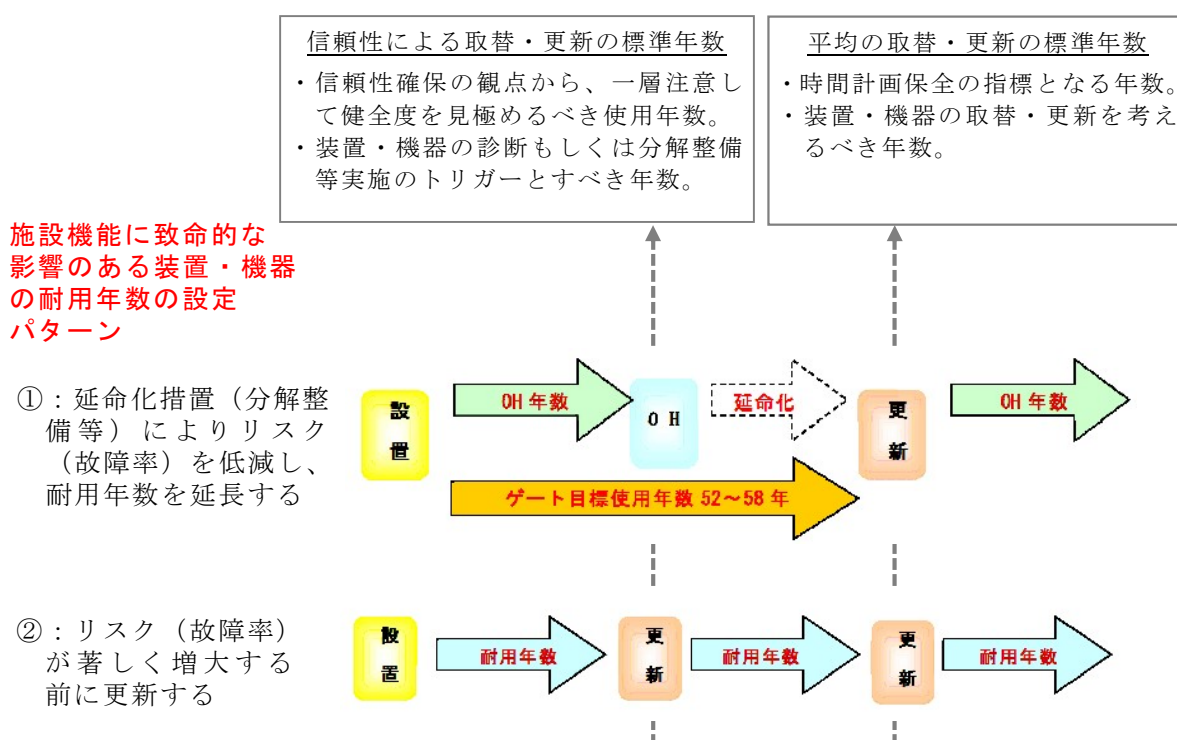 信頼性による取替・更新の標準年数
・信頼性確保の観点から、一層注意し
て健全度を見極めるべき使用年数。
・装置・機器の診断もしくは分解整備
等実施のトリガーとすべき年数。
平均の取替・更新の標準年数
・時間計画保全の指標となる年数。
・装置・機器の取替・更新を考え
るべき年数。
施設機能に致命的な
影響のある装置・機器
の耐用年数の設定
パターン
①：延命化措置（分解整
備等）によりリスク
（故障率）を低減し、
耐用年数を延長する
設置
OH 年数
OH
延命化
更新
OH 年数
ゲート目標使用年数 52～58 年
②：リスク（故障率）
が著しく増大する
前に更新する
設置
耐用年数
更新
耐用年数
更新
耐用年数